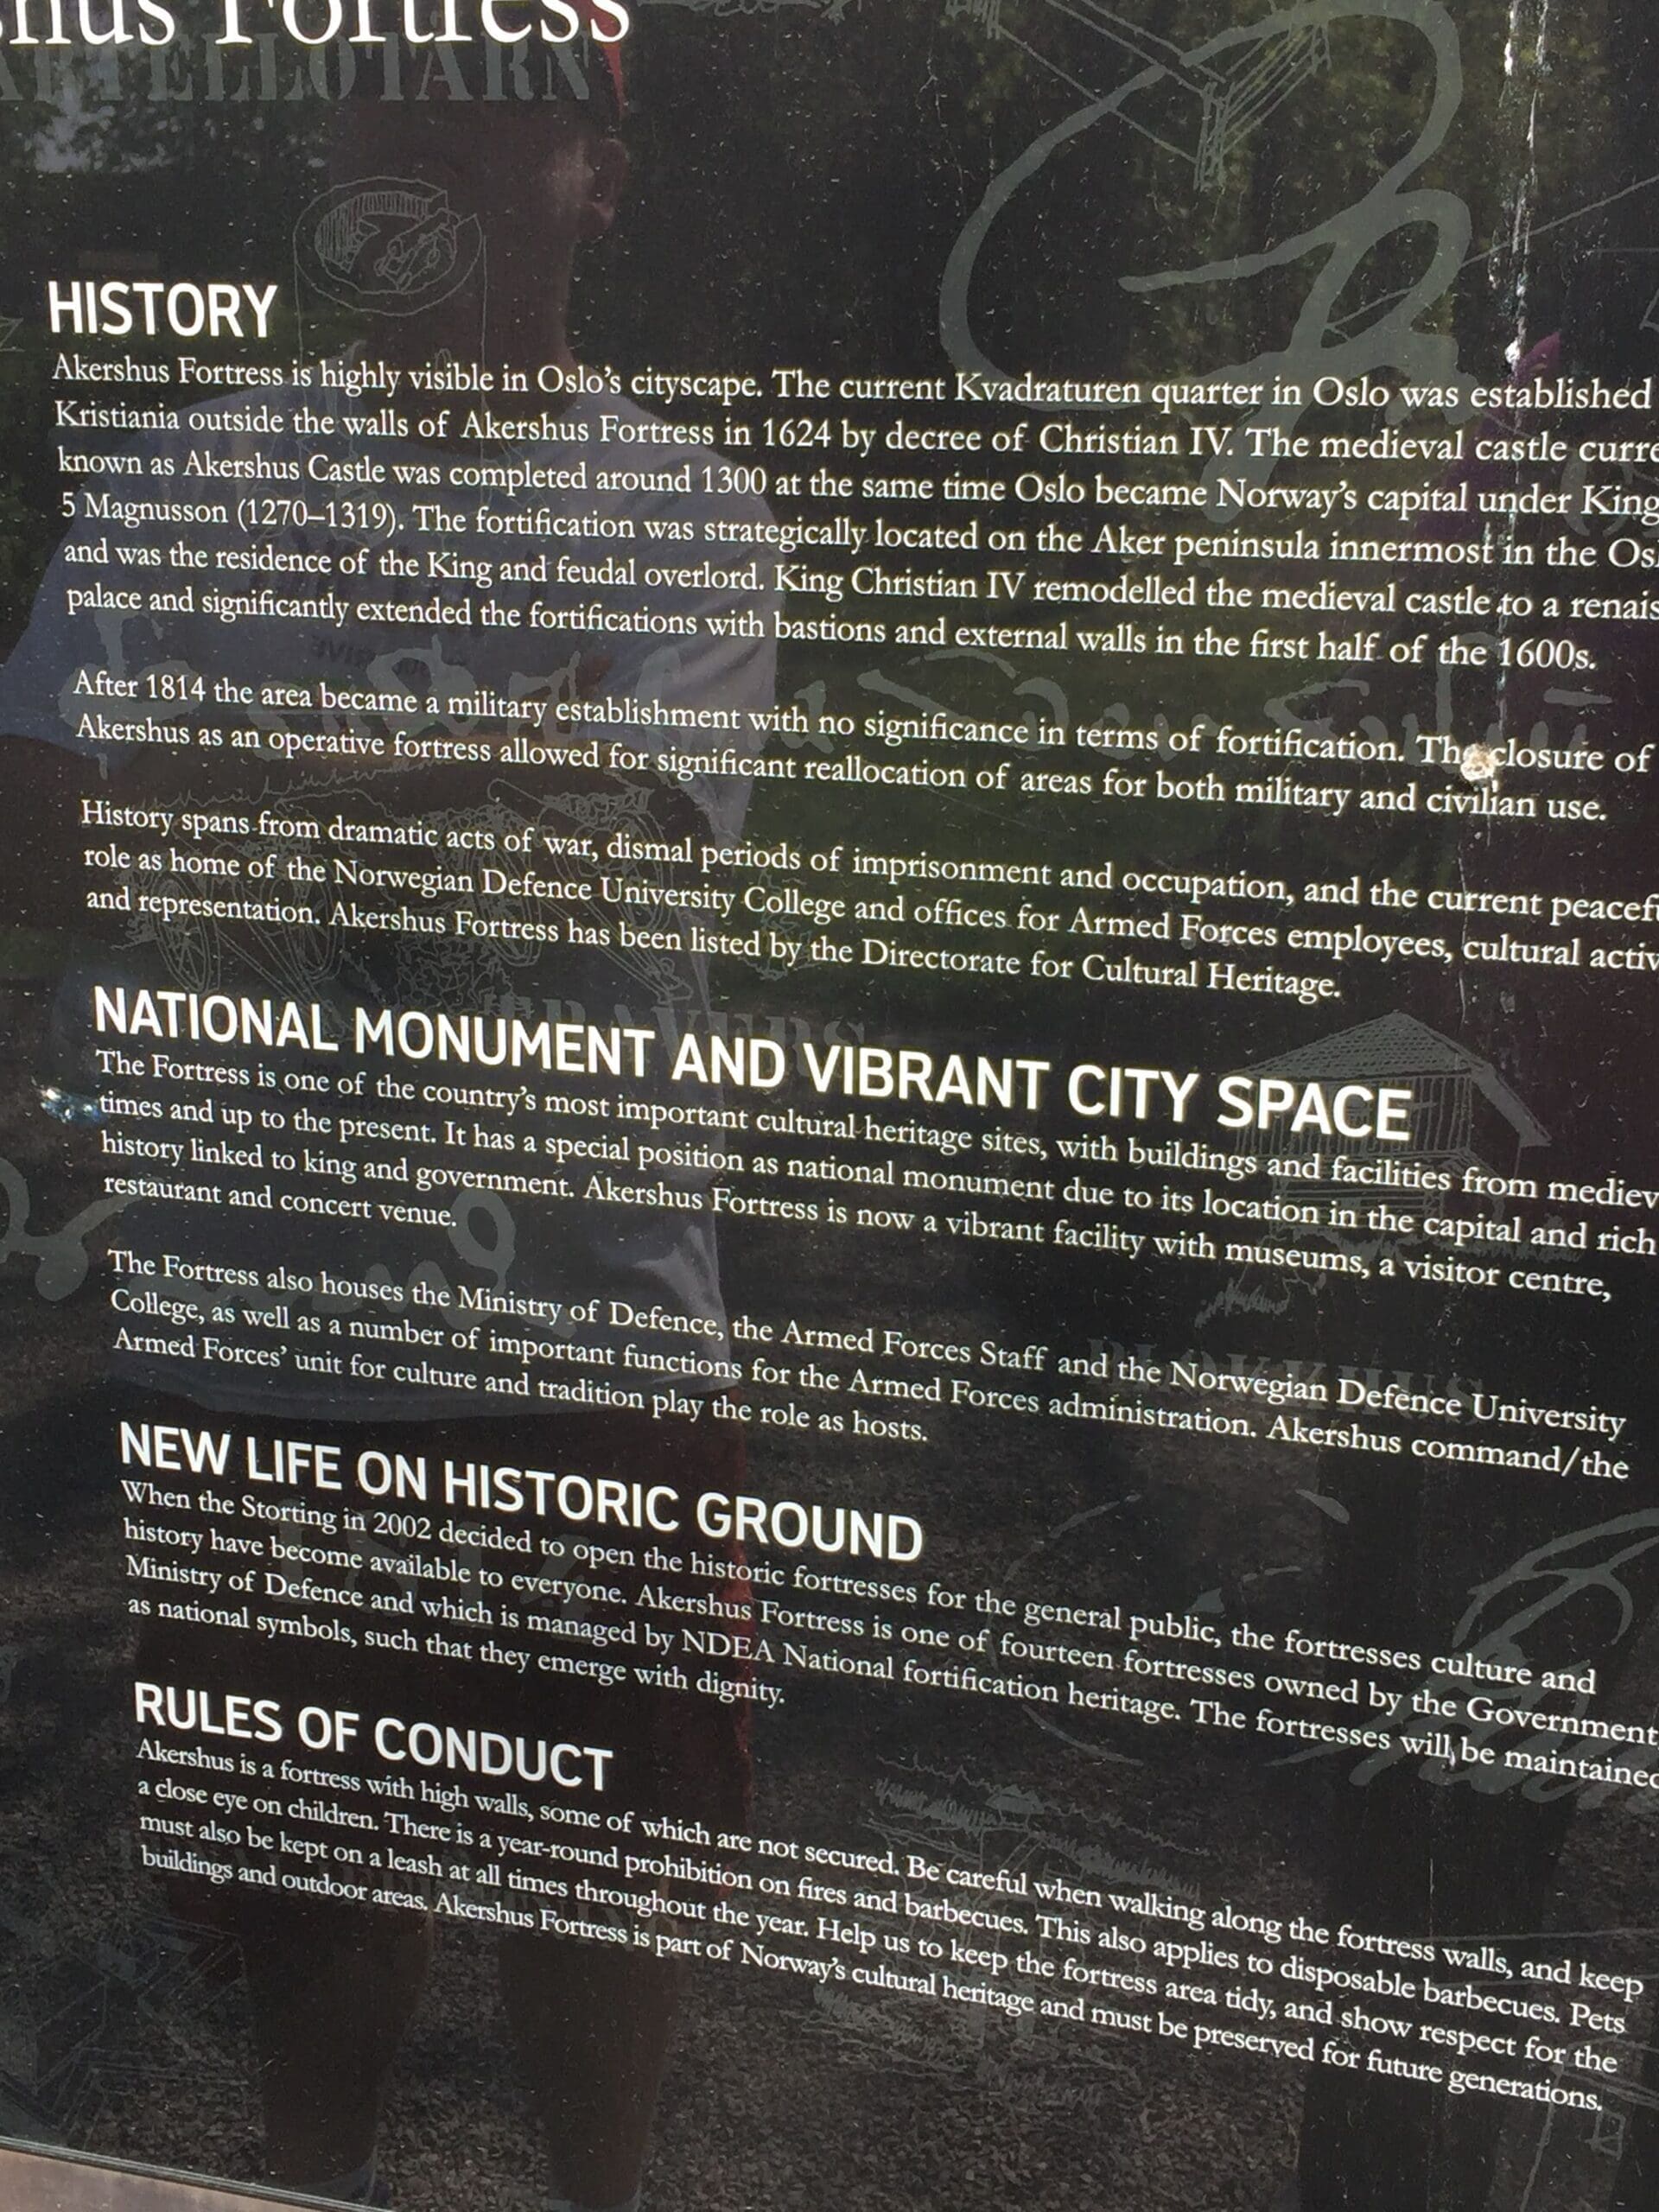 hus Fortress
HISTORY
Akershus Fortress is highly visible in Oslo's cityscape. The current Kvadraturen quarter in Oslo was established
Kristiania outside the walls of Akershus Fortress in 1624 by decree of Christian IV. The medieval castle curre
known as Akershus Castle was completed around 1300 at the same time Oslo became Norway's capital under King
5 Magnusson (1270–1319). The fortification was strategically located on the Aker peninsula innermost in the Os
and was the residence of the King and feudal overlord. King Christian IV remodelled the medieval castle to a renais
palace and significantly extended the fortifications with bastions and external walls in the first half of the 1600s.
After 1814 the area became a military establishment with no significance in terms of fortification. The closure of
Akershus as an operative fortress allowed for significant reallocation of areas for both military and civilian use.
History spans from dramatic acts of war, dismal periods of imprisonment and occupation, and the current peacef
role as home of the Norwegian Defence University College and offices for Armed Forces employees, cultural activ
and representation. Akershus Fortress has been listed by the Directorate for Cultural Heritage.
NATIONAL MONUMENT AND VIBRANT CITY SPACE
The Fortress is one of the country's most important cultural heritage sites, with buildings and facilities from mediev
times and up to the present. It has a special position as national monument due to its location in the capital and rich
history linked to king and government. Akershus Fortress is now a vibrant facility with museums, a visitor centre,
restaurant and concert venue.
The Fortress also houses the Ministry of Defence, the Armed Forces Staff and the Norwegian Defence University
College, as well as a number of important functions for the Armed Forces administration. Akershus command/the
Armed Forces' unit for culture and tradition play the role as hosts.
NEW LIFE ON HISTORIC GROUND
When the Storting in 2002 decided to open the historic fortresses for the general public, the fortresses culture and
history have become available to everyone. Akershus Fortress is one of fourteen fortresses owned by the Government
Ministry of Defence and which is managed by NDEA National fortification heritage. The fortresses will be maintained
as national symbols, such that they emerge with dignity.
RULES OF CONDUCT
Akershus is a fortress with high walls, some of which are not secured. Be careful when walking along the fortress walls, and keep
a close eye on children. There is a year-round prohibition on fires and barbecues. This also applies to disposable barbecues. Pets
must also be kept on a leash at all times throughout the year. Help us to keep the fortress area tidy, and show respect for the
buildings and outdoor areas. Akershus Fortress is part of Norway's cultural heritage and must be preserved for future generations.